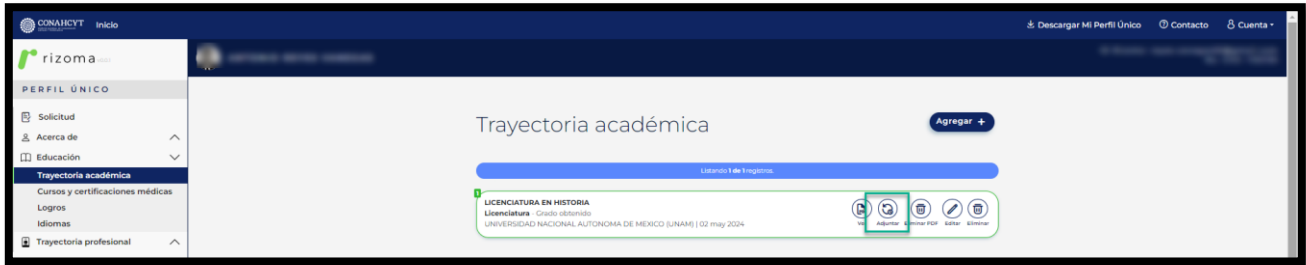 CONAHCYT Inicio
Descargar Mi Perfil Único Contacto Cuenta
rizoma
PERFIL ÚNICO
Solicitud
Acerca de
Educación
Trayectoria académica
Cursos y certificaciones médicas
Logros
Idiomas
Trayectoria profesional
Trayectoria académica
Agregar +
Listando 1 de 1 registros.
1
LICENCIATURA EN HISTORIA
Licenciatura - Grado obtenido
UNIVERSIDAD NACIONAL AUTONOMA DE MEXICO (UNAM) | 02 may 2024
Adjuntar Eliminar PDF Editar Eliminar